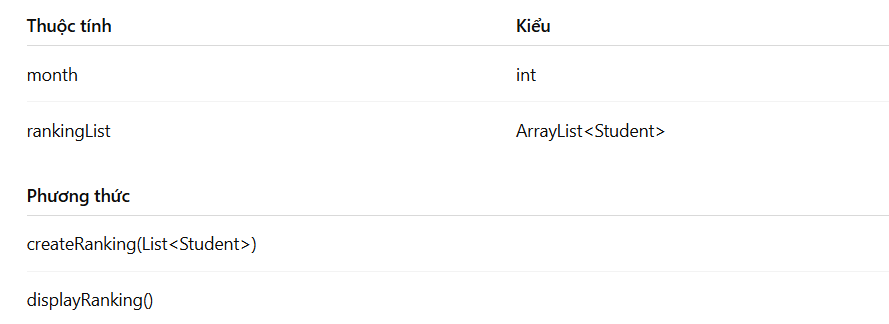 Thuộc tính Kiểu
month int
rankingList ArrayList<Student>
Phương thức
createRanking(List<Student>)
displayRanking()